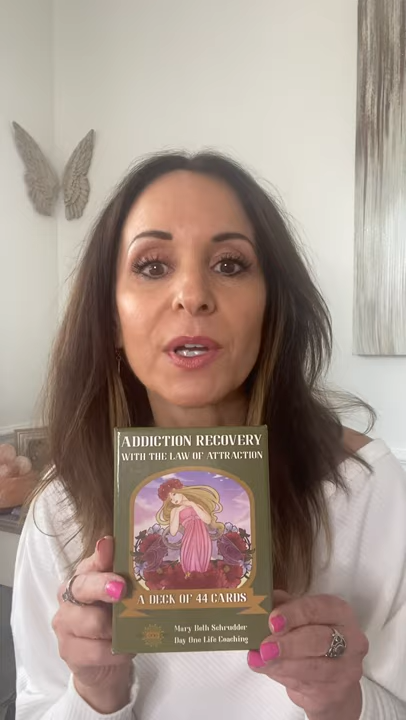 ADDICTION RECOVERY
WITH THE LAW OF ATTRACTION
A DECK OF 44 CARDS
Mary Beth Schrudder
Day One Life Coaching